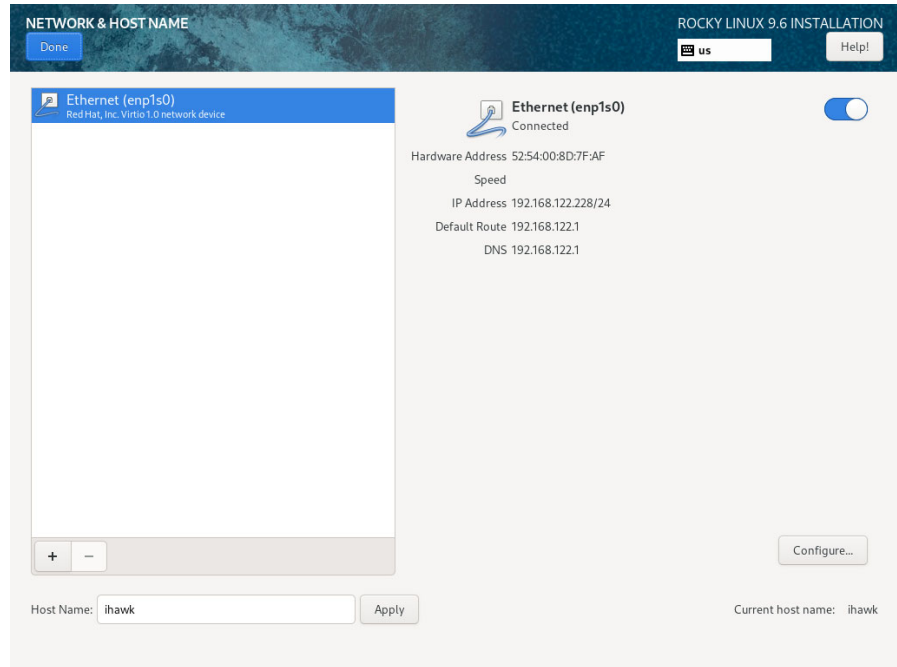 NETWORK & HOST NAME
ROCKY LINUX 9.6 INSTALLATION
Done
us
Help!
Ethernet (enp1s0)
Red Hat, Inc. Virtio 1.0 network device
Ethernet (enp1s0)
Connected
Hardware Address 52:54:00:8D:7F:AF
Speed
IP Address 192.168.122.228/24
Default Route 192.168.122.1
DNS 192.168.122.1
+ −
Configure...
Host Name: ihawk Apply
Current host name: ihawk